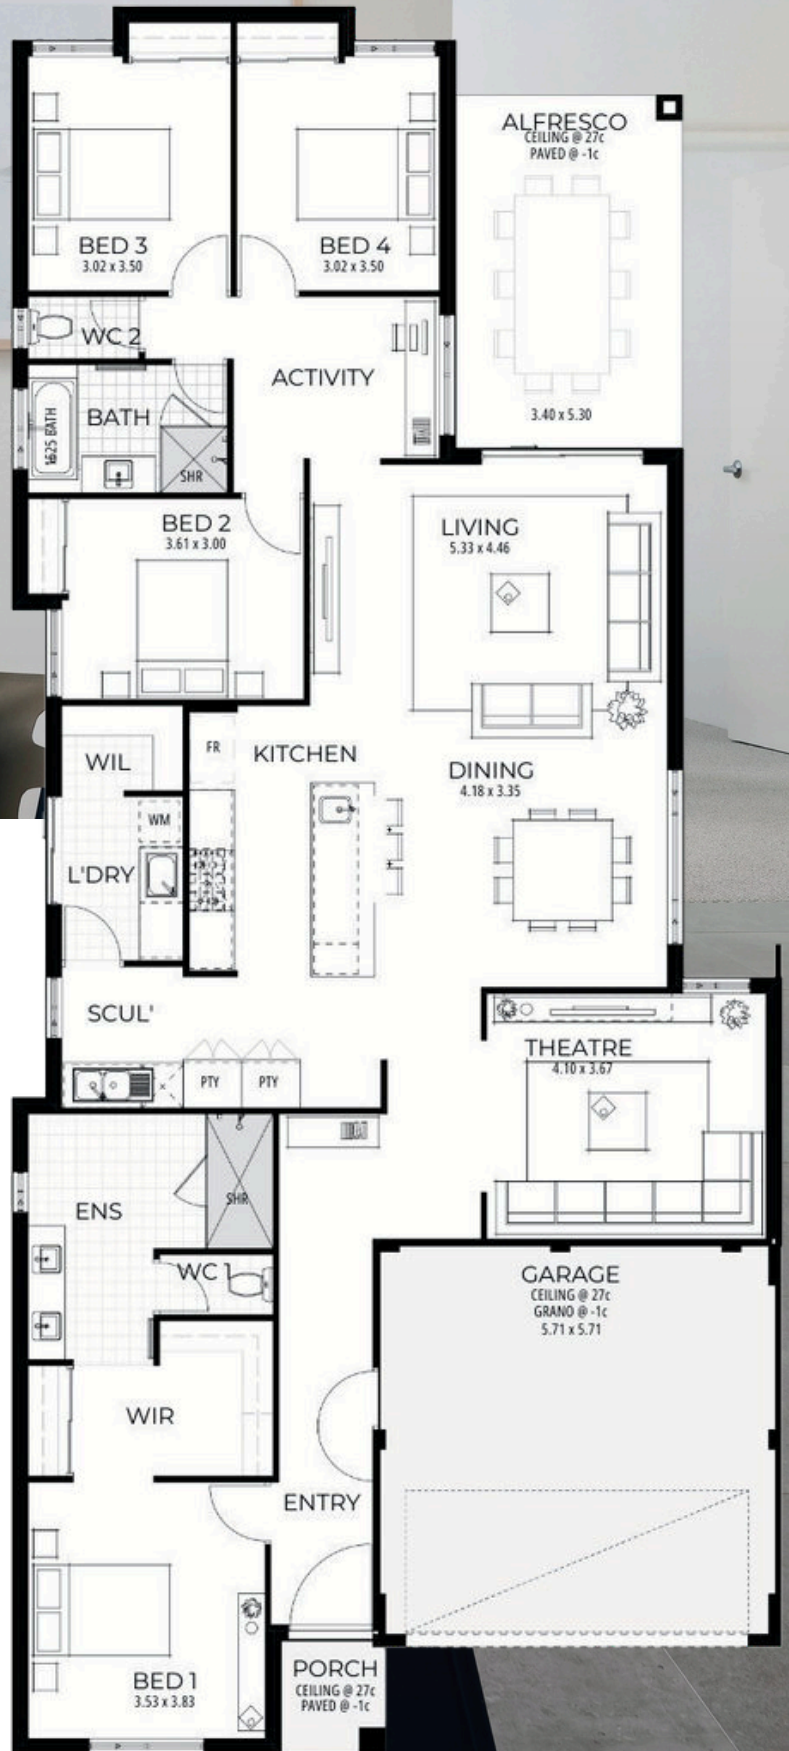 ALFRESCO
CEILING @ 27c
PAVED @ -1c
3.40 x 5.30
BED 3
3.02 x 3.50
BED 4
3.02 x 3.50
WC 2
ACTIVITY
BATH
1625 BATH
SHR
BED 2
3.61 x 3.00
LIVING
5.33 x 4.46
WIL
FR
KITCHEN
DINING
4.18 x 3.35
WM
L'DRY
SCUL'
PTY
PTY
THEATRE
4.10 x 3.67
ENS
SHR
WC 1
GARAGE
CEILING @ 27c
GRANO @ -1c
5.71 x 5.71
WIR
ENTRY
BED 1
3.53 x 3.83
PORCH
CEILING @ 27c
PAVED @ -1c